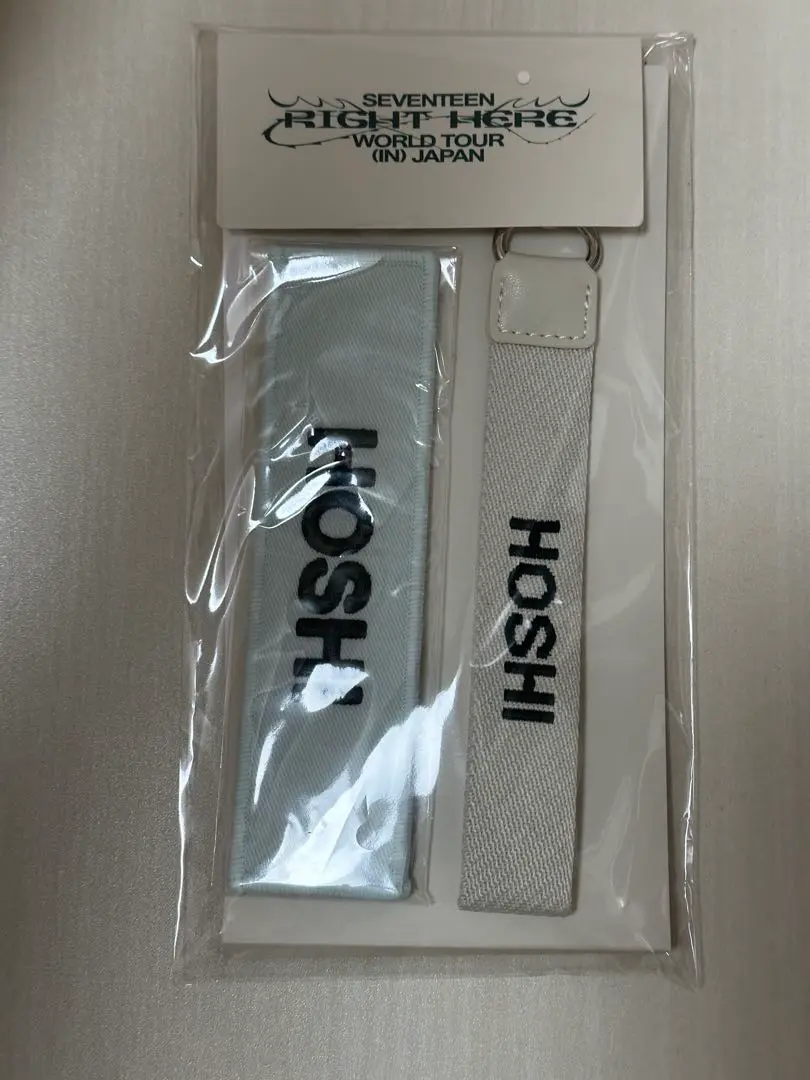 SEVENTEEN
RIGHT HERE
WORLD TOUR
(IN) JAPAN
HOSHI
HOSHI